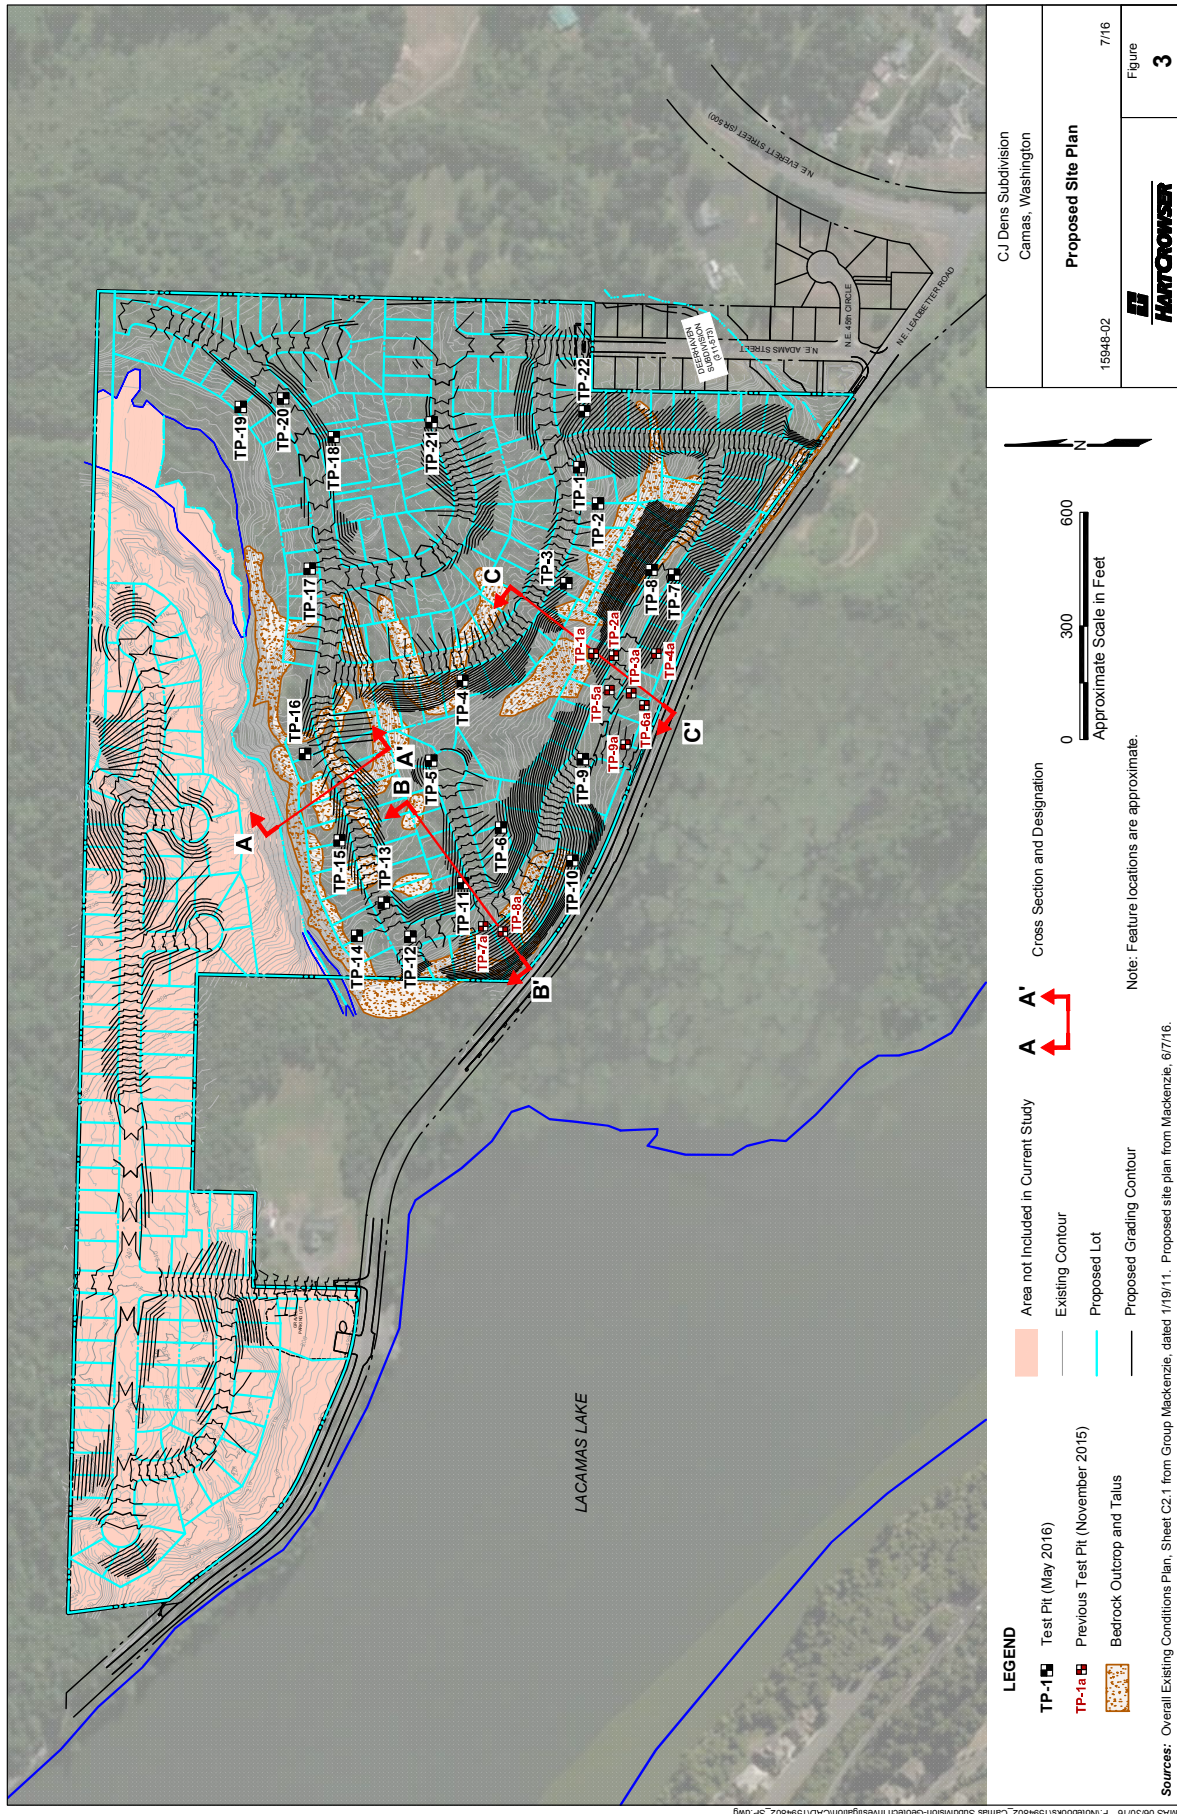 TP-19
TP-20
TP-18
TP-21
TP-22
TP-17
TP-1
TP-2
TP-3
C
TP-16
TP-4
TP-8
TP-7
TP-1a
TP-2a
TP-3a
TP-4a
TP-5a
TP-6a
C'
A
A'
B
TP-5
TP-9a
TP-9
TP-15
TP-13
TP-6
TP-10
TP-14
TP-12
TP-11
TP-7a
TP-8a
B'
DEERHAVEN
SUBDIVISION
(311-573)
N.E. ADAMS STREET
N.E. 45th CIRCLE
N.E. EVERETT STREET (SR 500)
N.E. LEADBETTER ROAD
PARKING LOT
LACAMAS LAKE
LEGEND
TP-1 Test Pit (May 2016)
TP-1a Previous Test Pit (November 2015)
Bedrock Outcrop and Talus
Area not Included in Current Study
Existing Contour
Proposed Lot
Proposed Grading Contour
A A' Cross Section and Designation
Note: Feature locations are approximate.
0 300 600
Approximate Scale in Feet
N
Sources: Overall Existing Conditions Plan, Sheet C2.1 from Group Mackenzie, dated 1/19/11. Proposed site plan from Mackenzie, 6/7/16.
CJ Dens Subdivision
Camas, Washington
Proposed Site Plan
15948-02 7/16
HARTCROWSER
Figure
3